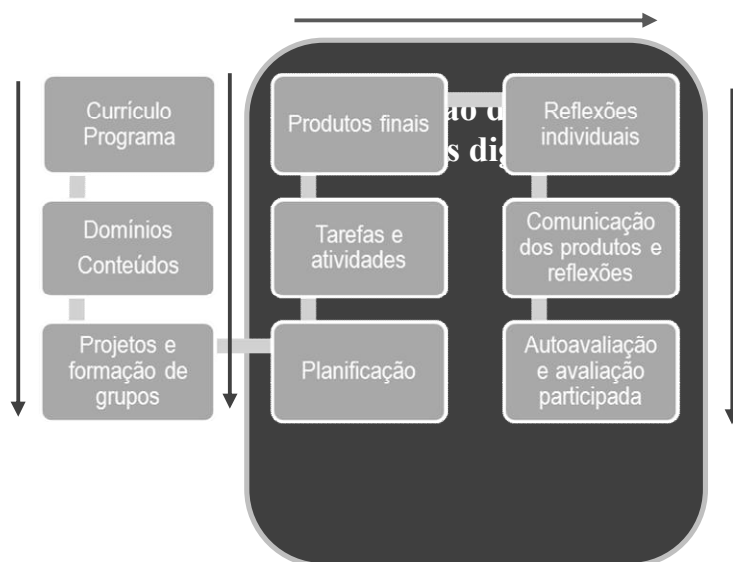 Currículo
Programa
Domínios
Conteúdos
Projetos e
formação de
grupos
Produtos finais
Tarefas e
atividades
Planificação
Reflexões
individuais
Comunicação
dos produtos e
reflexões
Autoavaliação
e avaliação
participada